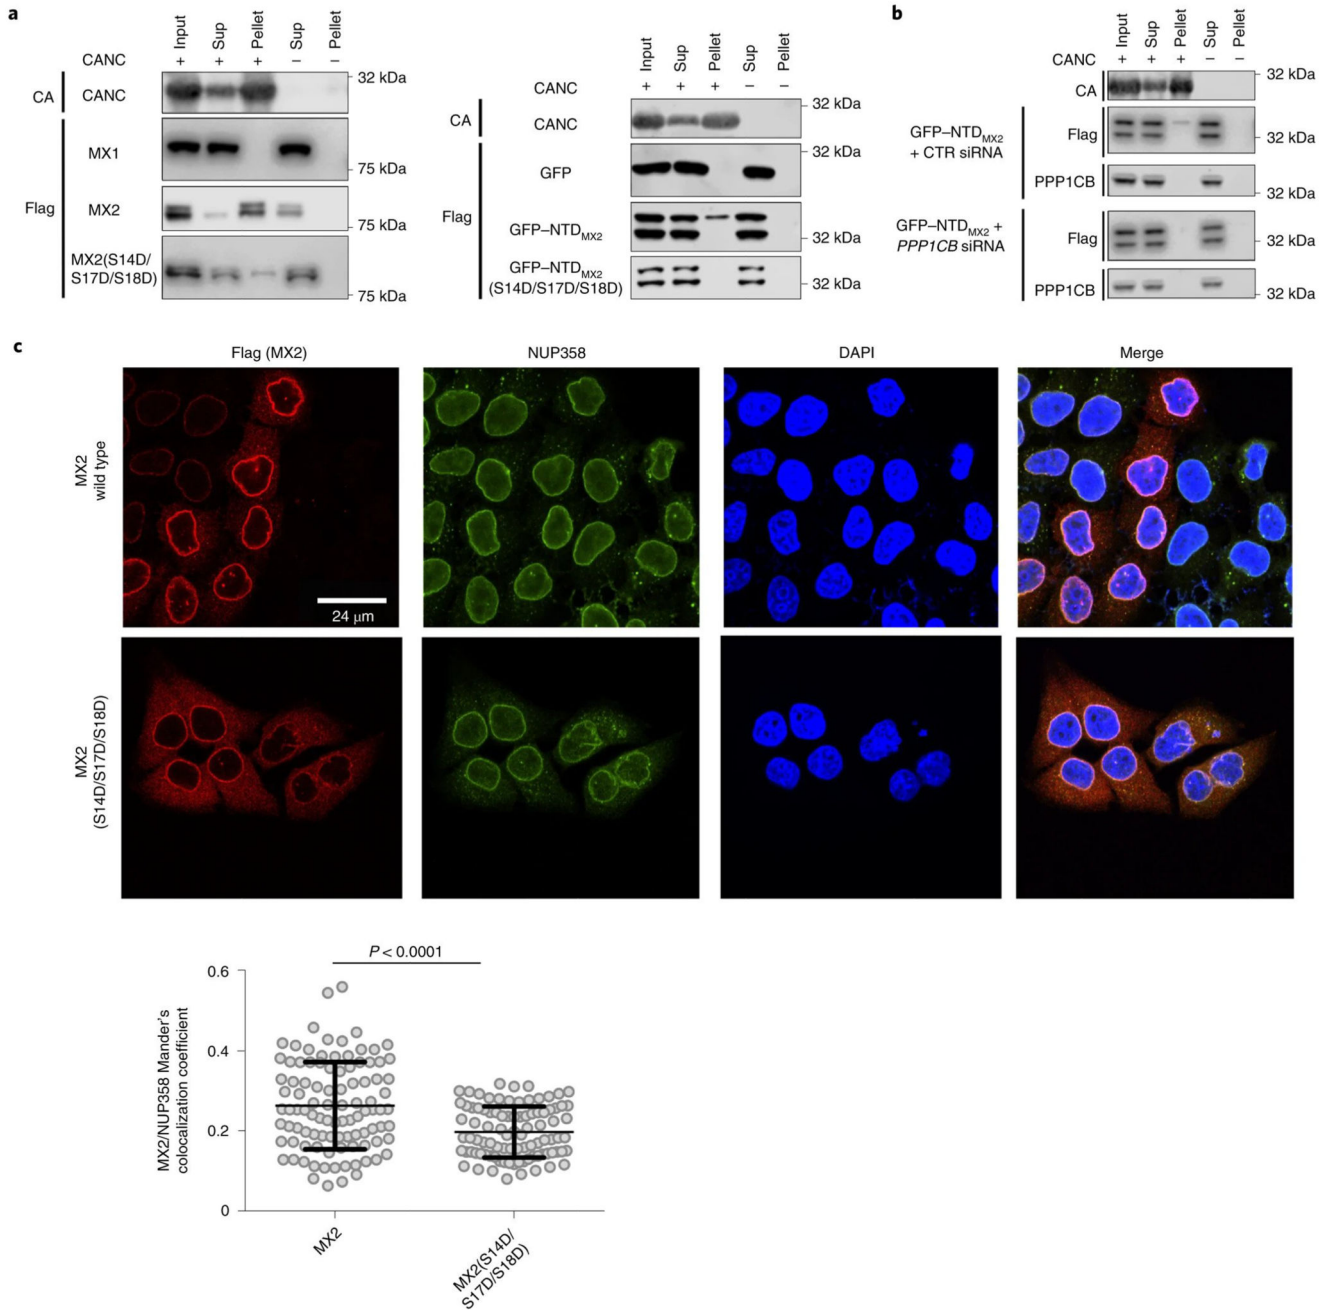 a
Input
Sup
Pellet
Sup
Pellet
CANC
+ + + – –
CA
CANC
32 kDa
MX1
75 kDa
Flag
MX2
75 kDa
MX2(S14D/
S17D/S18D)
75 kDa
Input
Sup
Pellet
Sup
Pellet
CANC
+ + + – –
CA
CANC
32 kDa
GFP
32 kDa
Flag
GFP–NTDMX2
32 kDa
GFP–NTDMX2
(S14D/S17D/S18D)
32 kDa
b
Input
Sup
Pellet
Sup
Pellet
CANC
+ + + – –
CA
32 kDa
GFP–NTDMX2
+ CTR siRNA
Flag
32 kDa
PPP1CB
32 kDa
GFP–NTDMX2 +
PPP1CB siRNA
Flag
32 kDa
PPP1CB
32 kDa
c
Flag (MX2)
NUP358
DAPI
Merge
MX2
wild type
24 μm
MX2
(S14D/S17D/S18D)
P < 0.0001
MX2/NUP358 Mander's
colocalization coefficient
0.6
0.4
0.2
0
MX2
MX2(S14D/
S17D/S18D)